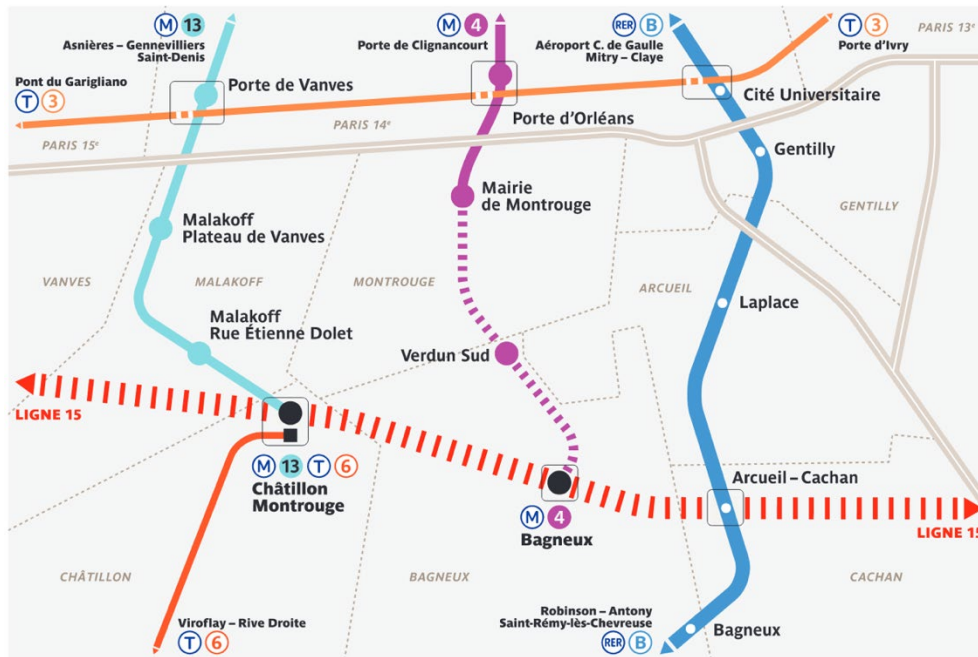 M 13
Asnières – Gennevilliers
Saint-Denis
M 4
Porte de Clignancourt
RER B
Aéroport C. de Gaulle
Mitry – Claye
T 3
Porte d'Ivry
PARIS 13e
Pont du Garigliano
T 3
Porte de Vanves
Porte d'Orléans
Cité Universitaire
PARIS 15e
PARIS 14e
Gentilly
Mairie
de Montrouge
Malakoff
Plateau de Vanves
GENTILLY
VANVES
MALAKOFF
MONTROUGE
ARCUEIL
Laplace
Malakoff
Rue Étienne Dolet
Verdun Sud
LIGNE 15
M 13 T 6
Châtillon
Montrouge
Arcueil – Cachan
M 4
Bagneux
LIGNE 15
CHÂTILLON
BAGNEUX
CACHAN
Viroflay – Rive Droite
T 6
Robinson – Antony
Saint-Rémy-lès-Chevreuse
RER B
Bagneux